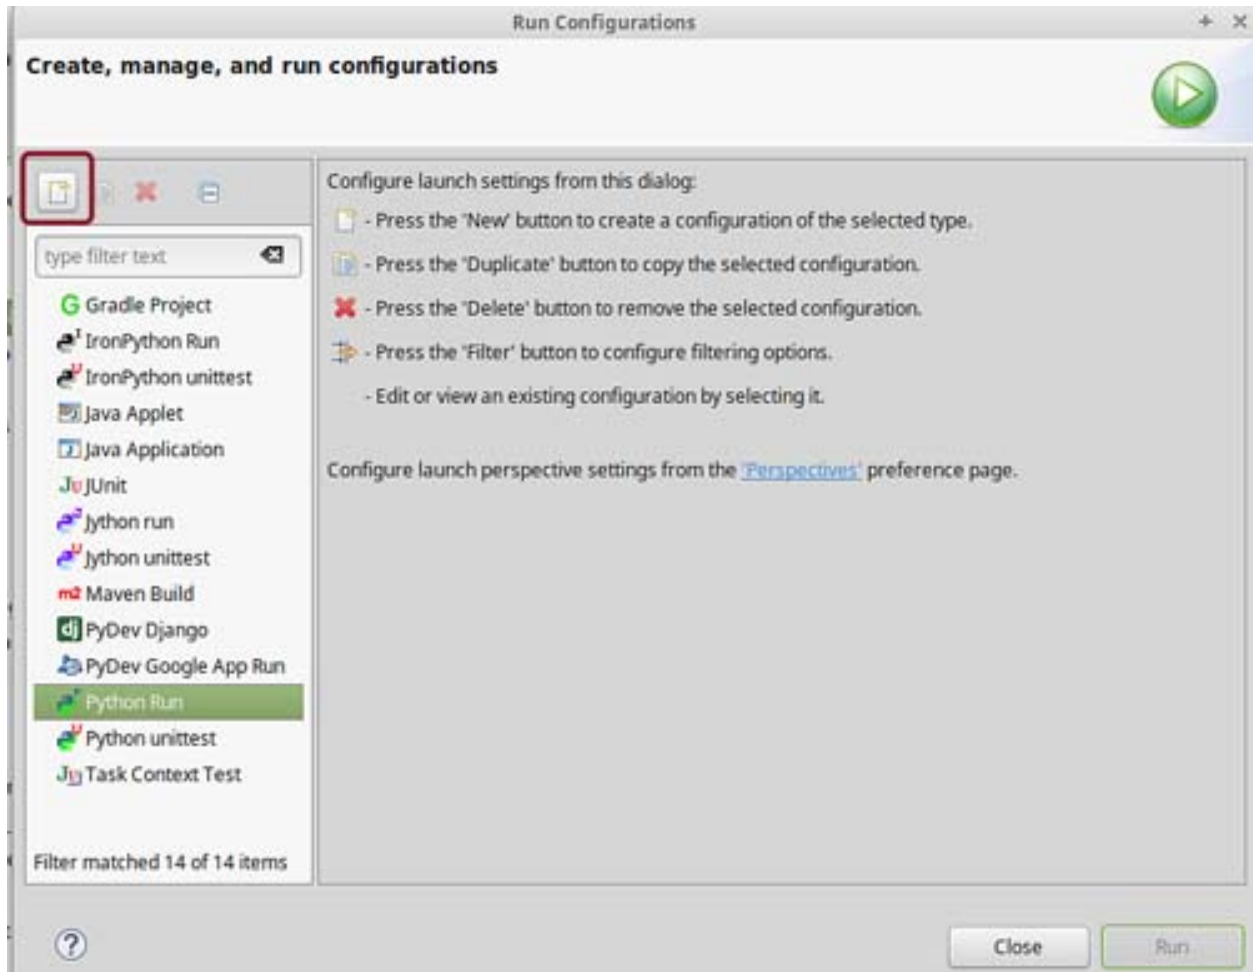 Run Configurations
Create, manage, and run configurations
type filter text
Gradle Project
IronPython Run
IronPython unittest
Java Applet
Java Application
JUnit
Jython run
Jython unittest
Maven Build
PyDev Django
PyDev Google App Run
Python Run
Python unittest
Task Context Test
Filter matched 14 of 14 items
Configure launch settings from this dialog:
- Press the 'New' button to create a configuration of the selected type.
- Press the 'Duplicate' button to copy the selected configuration.
- Press the 'Delete' button to remove the selected configuration.
- Press the 'Filter' button to configure filtering options.
- Edit or view an existing configuration by selecting it.
Configure launch perspective settings from the 'Perspectives' preference page.
Close
Run